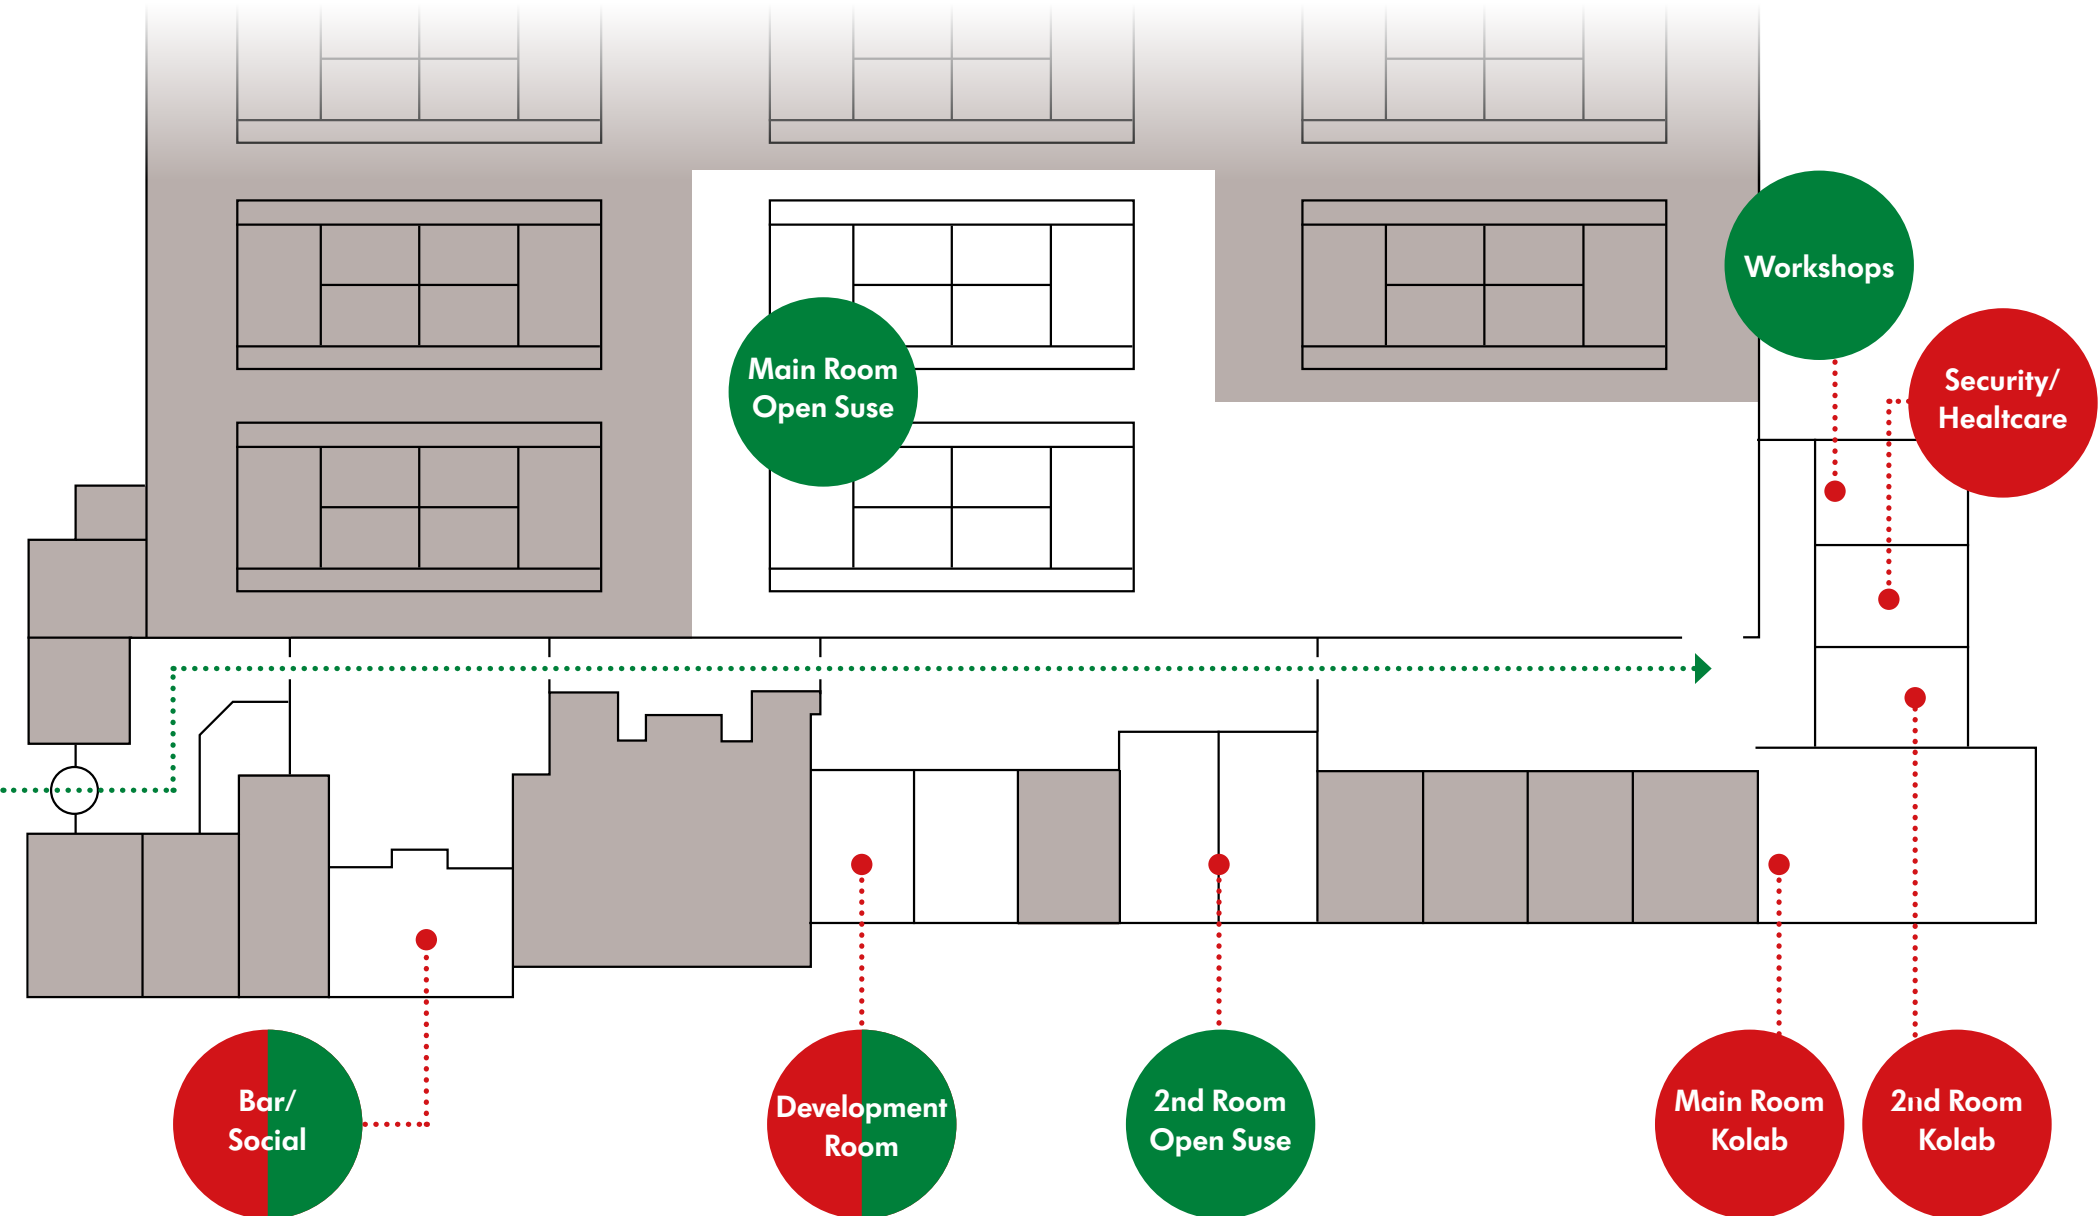 Workshops
Main Room
Open Suse
Security/
Healtcare
Bar/
Social
Development
Room
2nd Room
Open Suse
Main Room
Kolab
2nd Room
Kolab